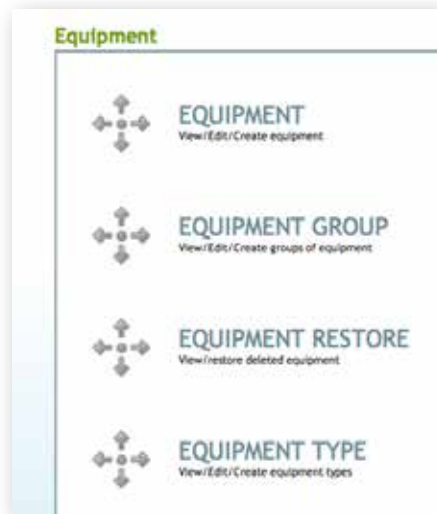 Equipment
EQUIPMENT
View/Edit/Create equipment
EQUIPMENT GROUP
View/Edit/Create groups of equipment
EQUIPMENT RESTORE
View/restore deleted equipment
EQUIPMENT TYPE
View/Edit/Create equipment types